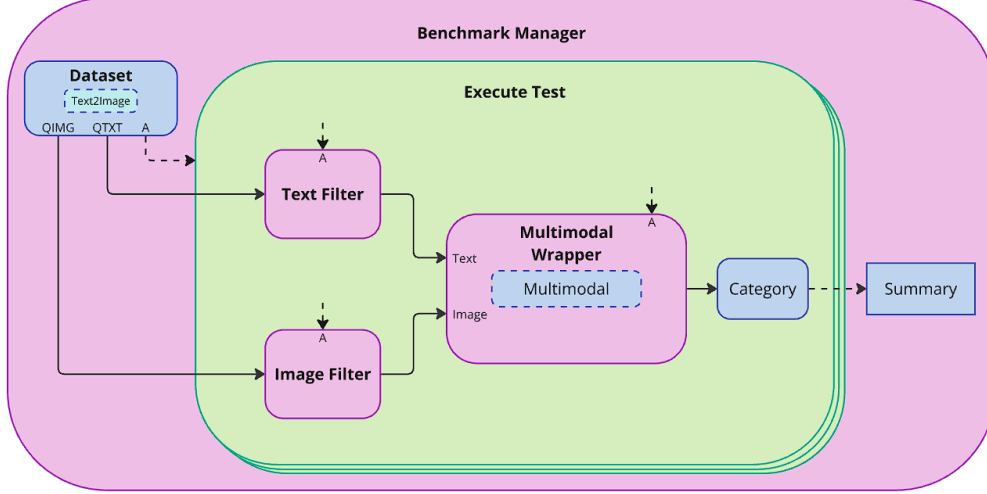 Benchmark Manager
Dataset
Text2Image
QIMG QTXT A
Execute Test
A
Text Filter
A
Multimodal
Wrapper
Text
Multimodal
Image
Category
Summary
A
Image Filter